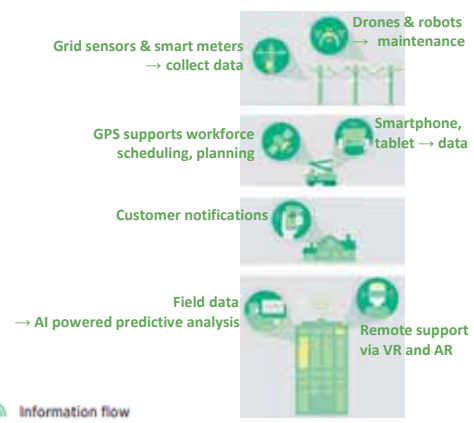 Drones & robots
→ maintenance
Grid sensors & smart meters
→ collect data
Smartphone,
tablet → data
GPS supports workforce
scheduling, planning
Customer notifications
Field data
→ AI powered predictive analysis
Remote support
via VR and AR
Information flow